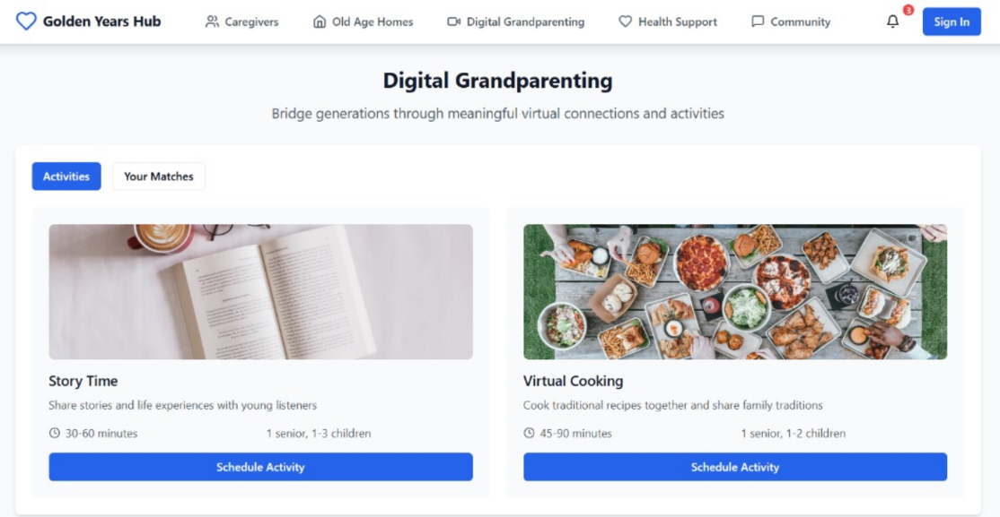 Golden Years Hub
Caregivers
Old Age Homes
Digital Grandparenting
Health Support
Community
3
Sign In
Digital Grandparenting
Bridge generations through meaningful virtual connections and activities
Activities
Your Matches
Story Time
Share stories and life experiences with young listeners
30-60 minutes
1 senior, 1-3 children
Schedule Activity
Virtual Cooking
Cook traditional recipes together and share family traditions
45-90 minutes
1 senior, 1-2 children
Schedule Activity